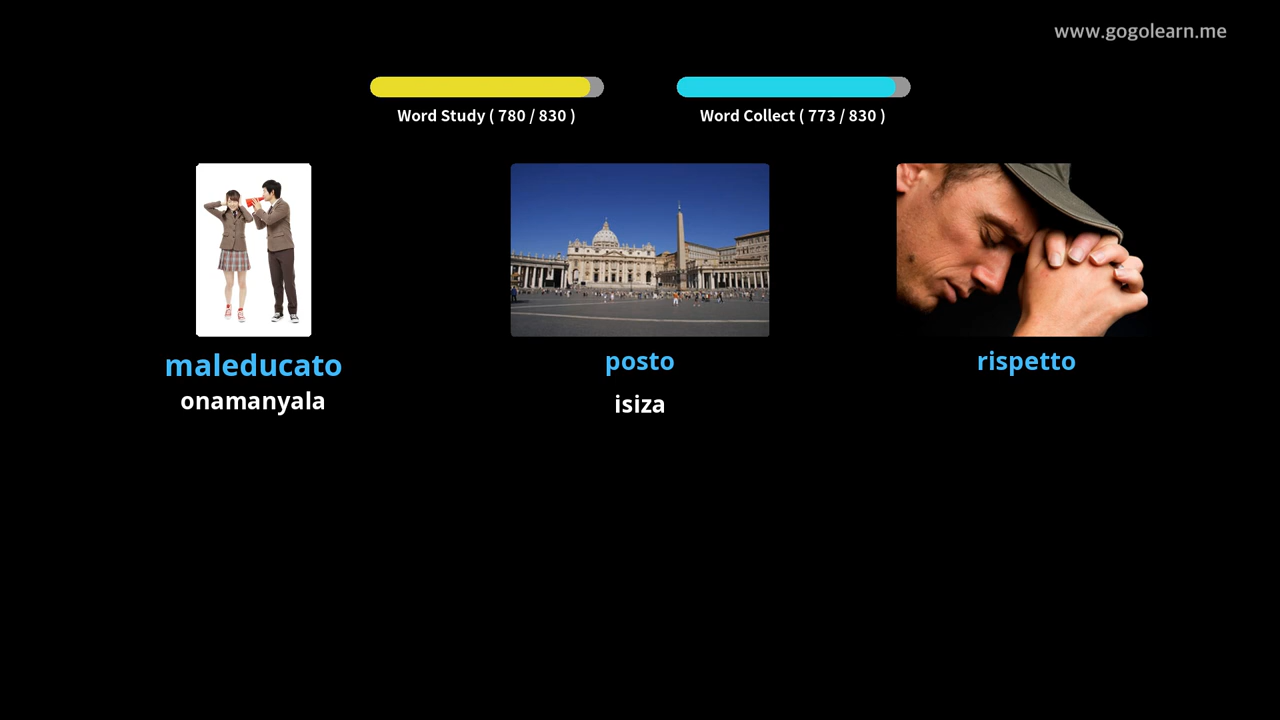 www.gogolearn.me
Word Study ( 780 / 830 )
Word Collect ( 773 / 830 )
maleducato
posto
rispetto
onamanyala
isiza